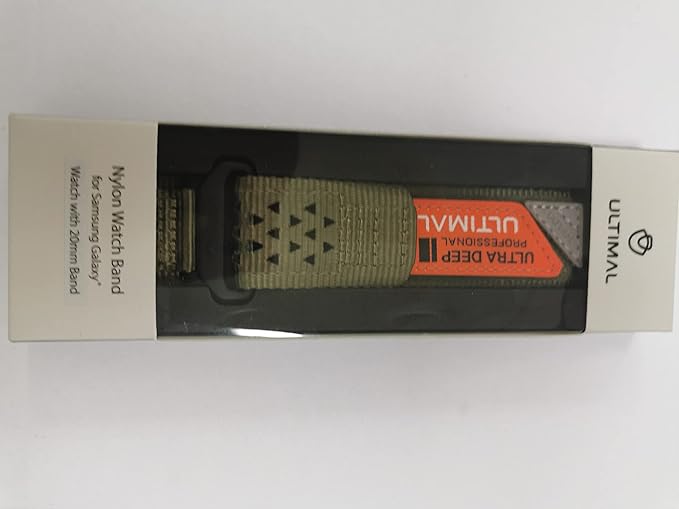 ULTIMAL
ULTIMAL
ULTRA DEEP
PROFESSIONAL
Nylon Watch Band
for Samsung Galaxy*
Watch with 20mm Band